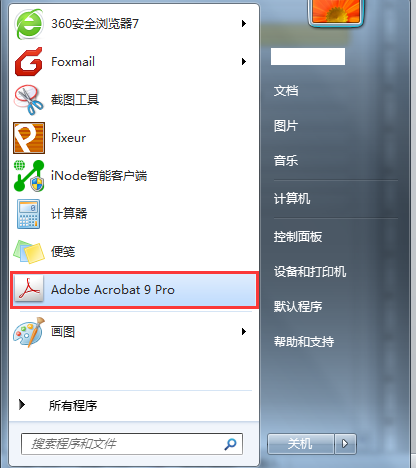 360安全浏览器7
Foxmail
截图工具
Pixeur
iNode智能客户端
计算器
便笺
Adobe Acrobat 9 Pro
画图
所有程序
搜索程序和文件
文档
图片
音乐
计算机
控制面板
设备和打印机
默认程序
帮助和支持
关机